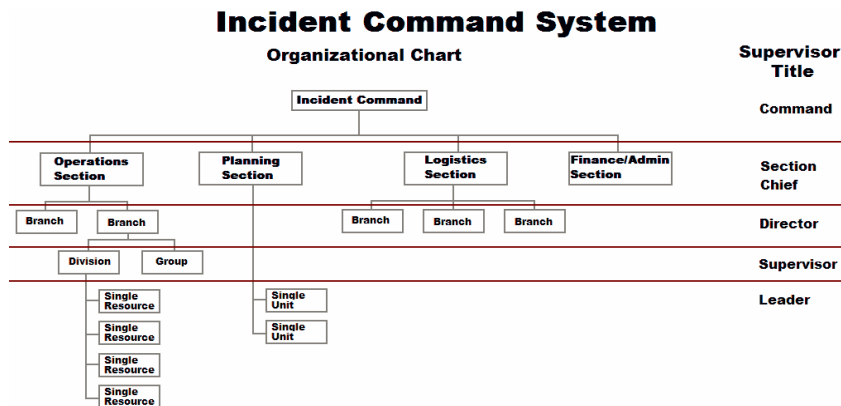 Incident Command System
Organizational Chart
Supervisor
Title
Incident Command
Command
Operations
Section
Planning
Section
Logistics
Section
Finance/Admin
Section
Section
Chief
Branch
Branch
Branch
Branch
Branch
Director
Division
Group
Supervisor
Single
Resource
Single
Unit
Leader
Single
Resource
Single
Unit
Single
Resource
Single
Resource